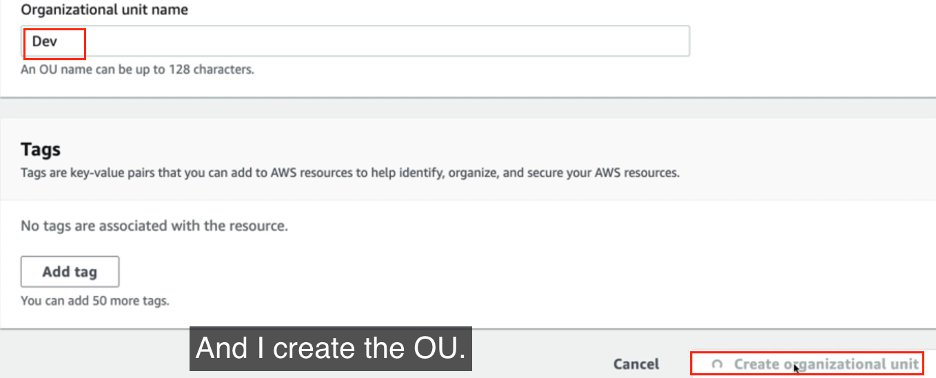 Organizational unit name
Dev
An OU name can be up to 128 characters.
Tags
Tags are key-value pairs that you can add to AWS resources to help identify, organize, and secure your AWS resources.
No tags are associated with the resource.
Add tag
You can add 50 more tags.
And I create the OU.
Cancel Create organizational unit